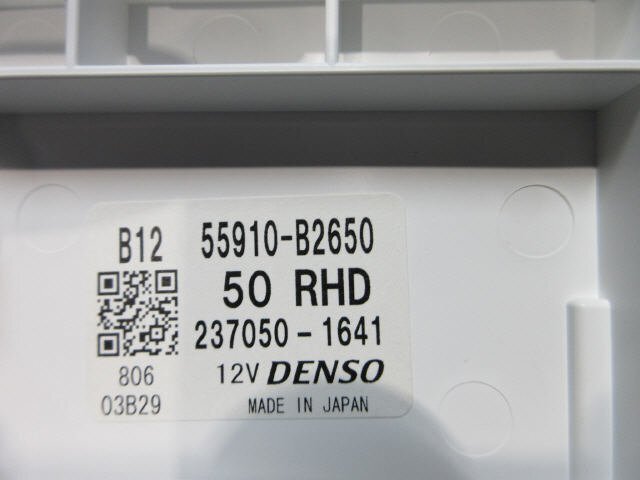 B12 55910-B2650
50 RHD
237050-1641
806 12V DENSO
03B29 MADE IN JAPAN